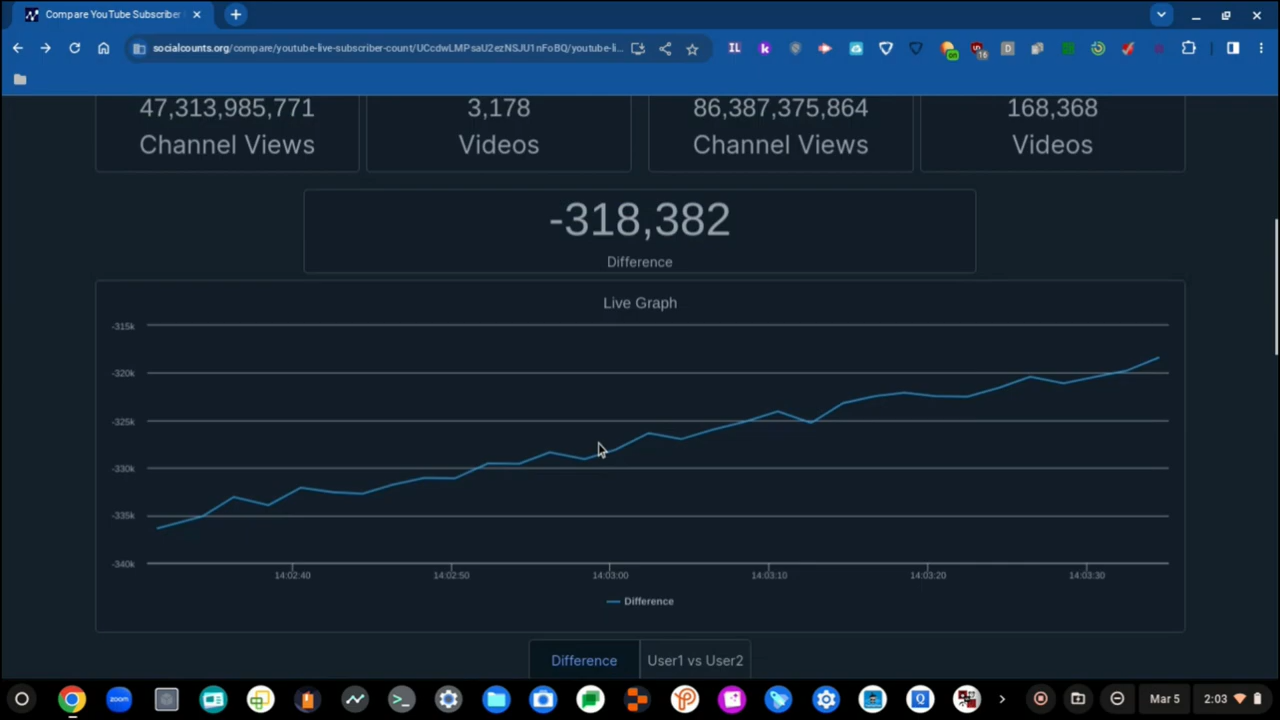 Compare YouTube Subscriber
socialcounts.org/compare/youtube-live-subscriber-count/UCcdwLMPsaU2ezNSJU1nFoBQ/youtube-li...
47,313,985,771
Channel Views
3,178
Videos
86,387,375,864
Channel Views
168,368
Videos
-318,382
Difference
Live Graph
-315k
-320k
-325k
-330k
-335k
-340k
14:02:40 14:02:50 14:03:00 14:03:10 14:03:20 14:03:30
Difference
Difference User1 vs User2
Mar 5 2:03